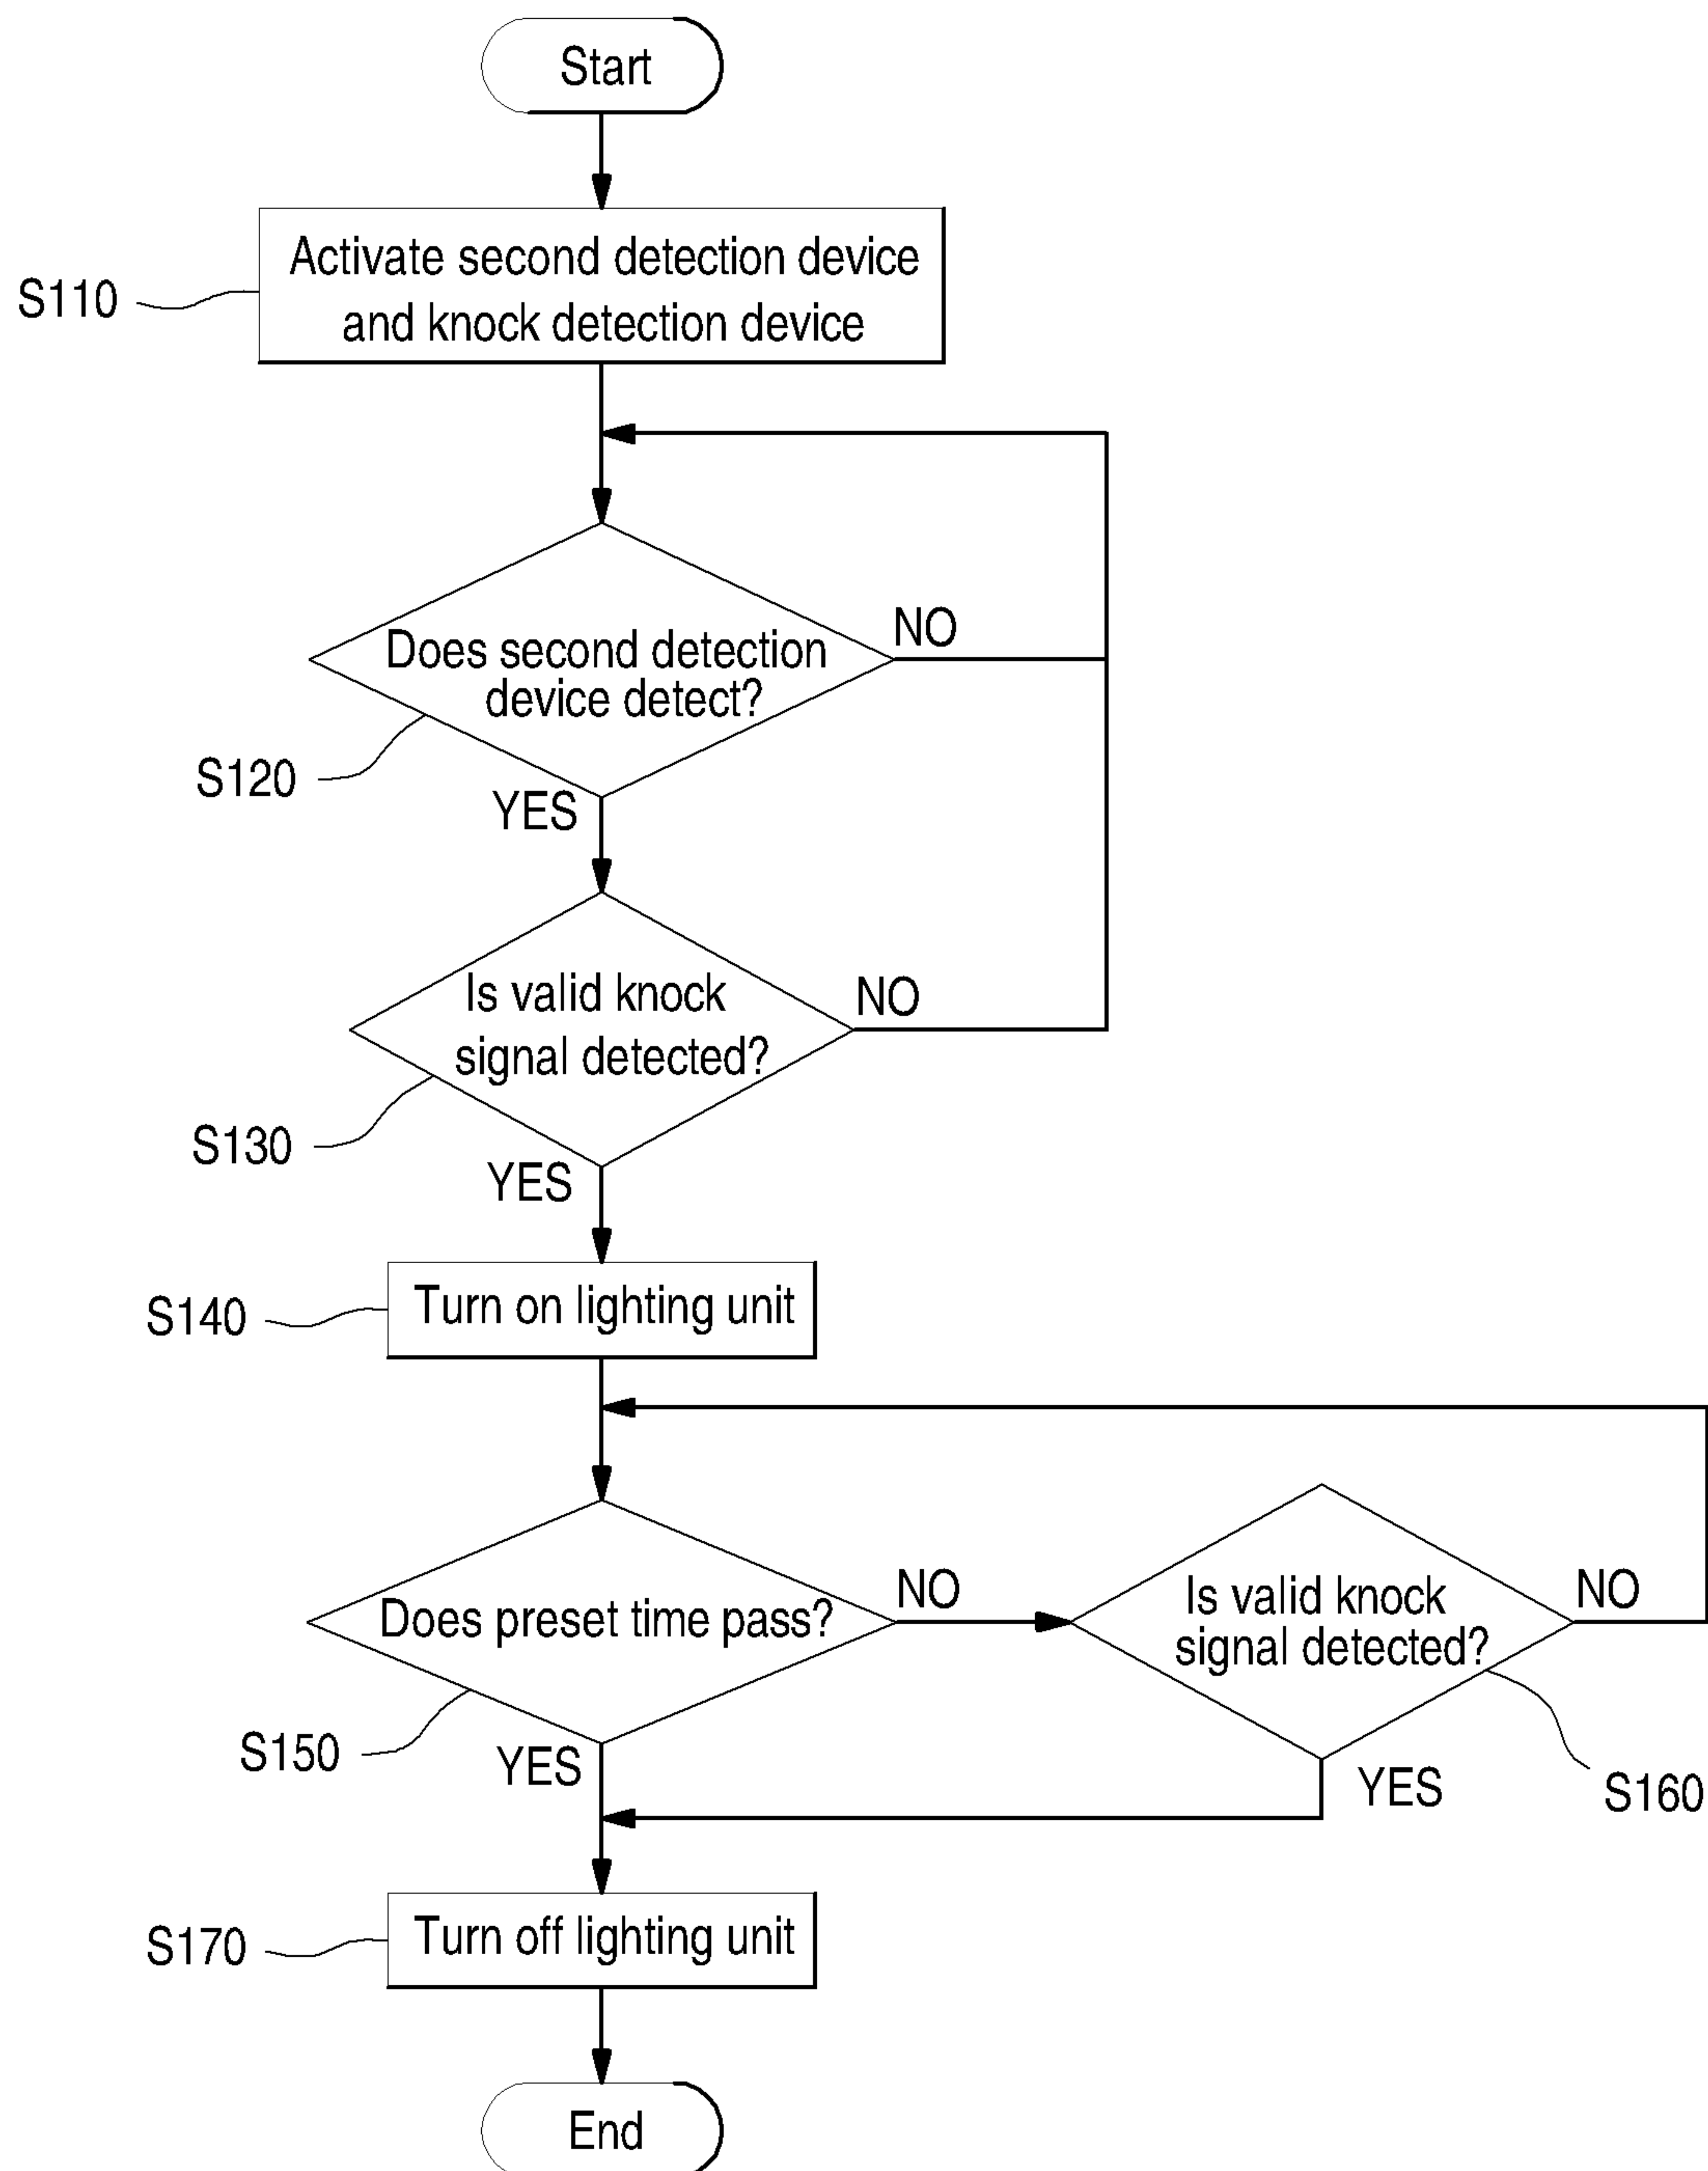 Start
Activate second detection device
and knock detection device
S110
Does second detection
device detect?
NO
S120
YES
Is valid knock
signal detected?
NO
S130
YES
Turn on lighting unit
S140
Does preset time pass?
NO
Is valid knock
signal detected?
NO
S150
YES
YES
S160
Turn off lighting unit
S170
End